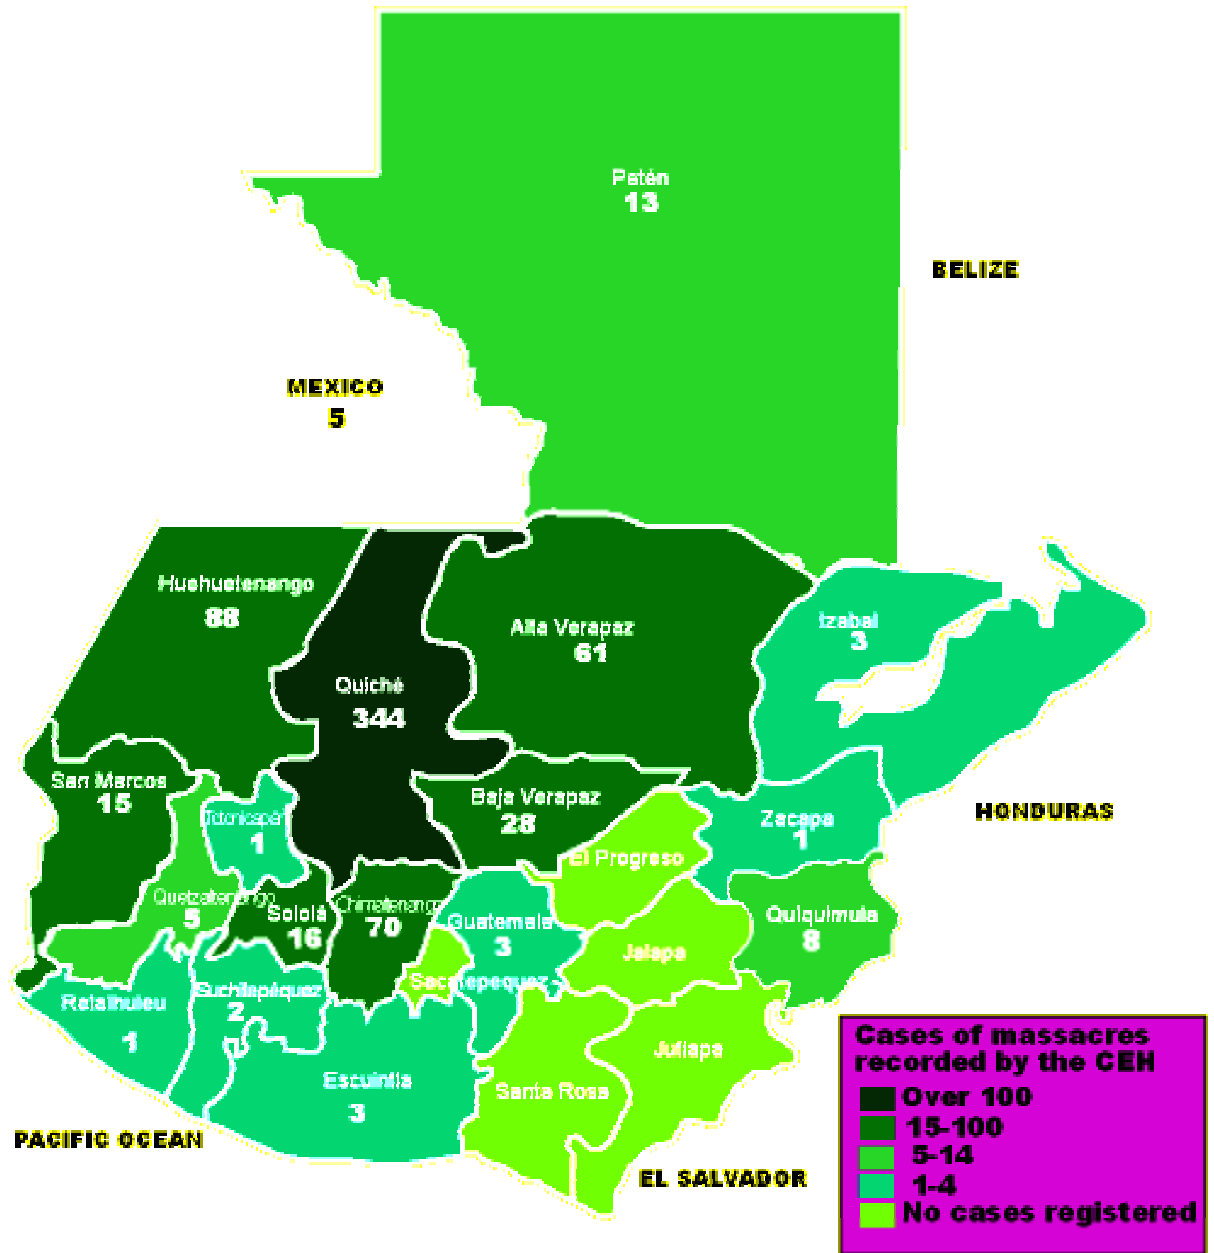 Petén
13
BELIZE
MEXICO
5
Huehuetenango
88
Alta Verapaz
61
Izabal
3
Quiché
344
San Marcos
15
Baja Verapaz
28
HONDURAS
Totonicapán
1
Zacapa
1
El Progreso
Quetzaltenango
5
Sololá
16
Chimaltenango
70
Guatemala
3
Quiquimula
8
Jalapa
Sacatepequez
Retalhuleu
1
Suchitepéquez
2
Escuintla
3
Jutiapa
Santa Rosa
PACIFIC OCEAN
EL SALVADOR
Cases of massacres
recorded by the CEH
Over 100
15-100
5-14
1-4
No cases registered